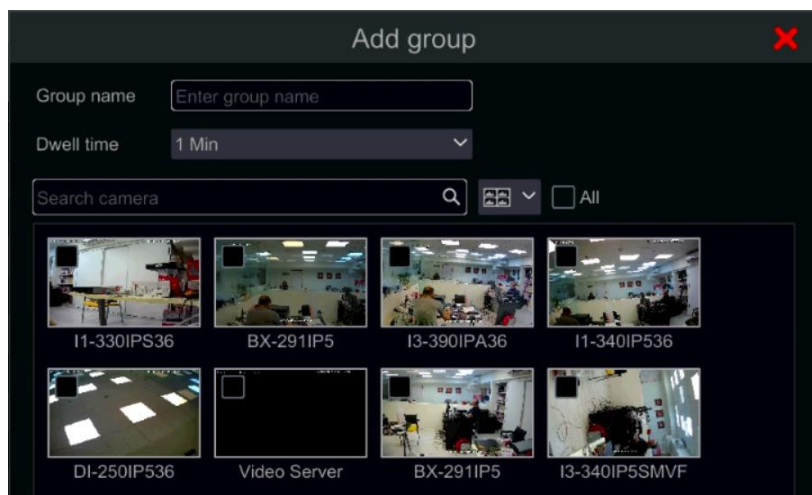 Add group
Group name
Enter group name
Dwell time
1 Min
Search camera
All
I1-330IPS36
BX-291IP5
I3-390IPA36
I1-340IP536
DI-250IP536
Video Server
BX-291IP5
I3-340IP5SMVF